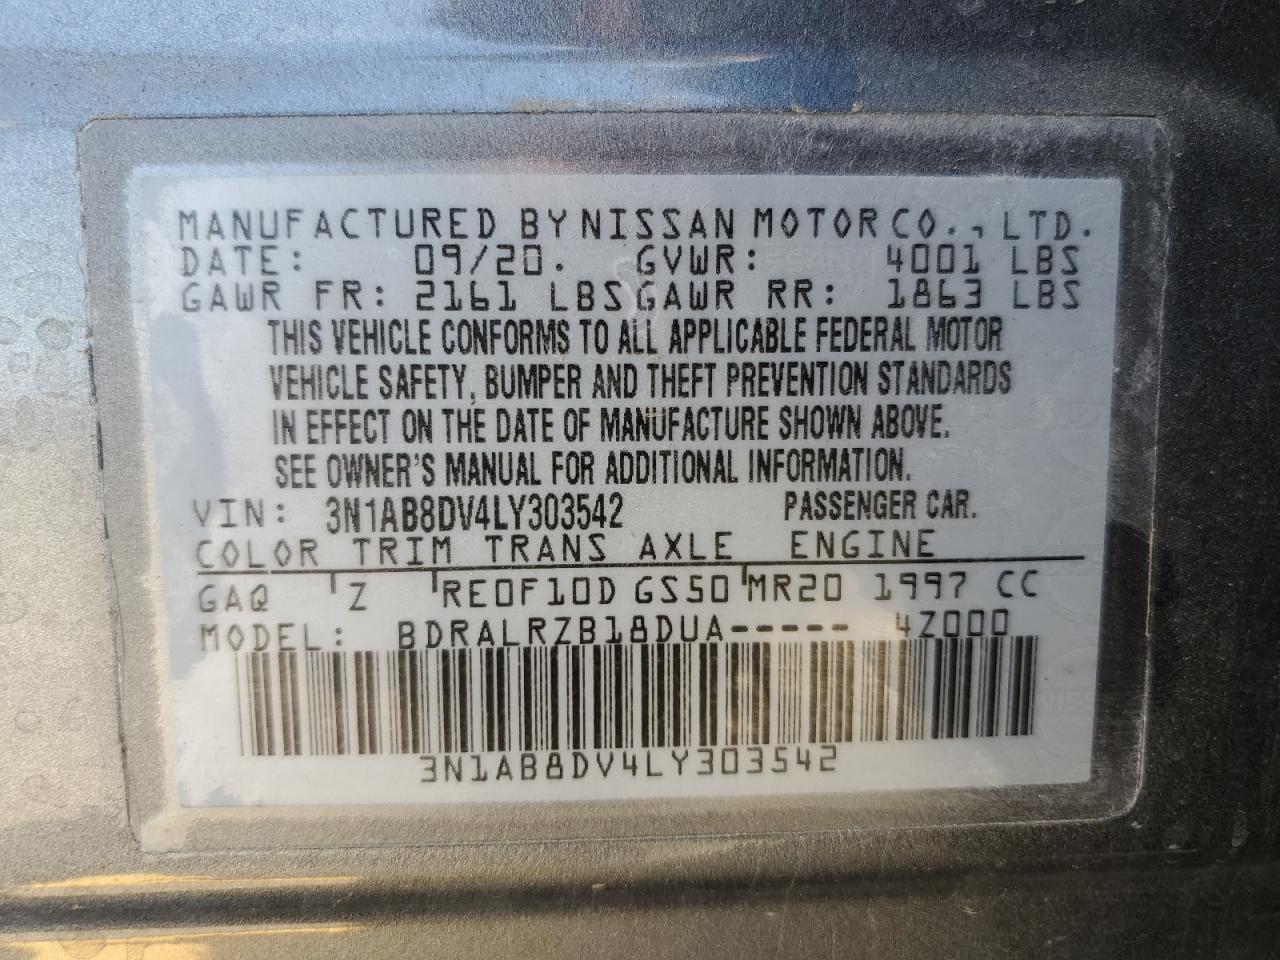 MANUFACTURED BY NISSAN MOTOR CO., LTD.
DATE: 09/20. GVWR: 4001 LBS
GAWR FR: 2161 LBS GAWR RR: 1863 LBS
THIS VEHICLE CONFORMS TO ALL APPLICABLE FEDERAL MOTOR
VEHICLE SAFETY, BUMPER AND THEFT PREVENTION STANDARDS
IN EFFECT ON THE DATE OF MANUFACTURE SHOWN ABOVE.
SEE OWNER'S MANUAL FOR ADDITIONAL INFORMATION.
VIN: 3N1AB8DV4LY303542 PASSENGER CAR.
COLOR TRIM TRANS AXLE ENGINE
GAQ Z RE0F10D GS50 MR20 1997 CC
MODEL: BDRALRZB18DUA----- 4Z000
3N1AB8DV4LY303542